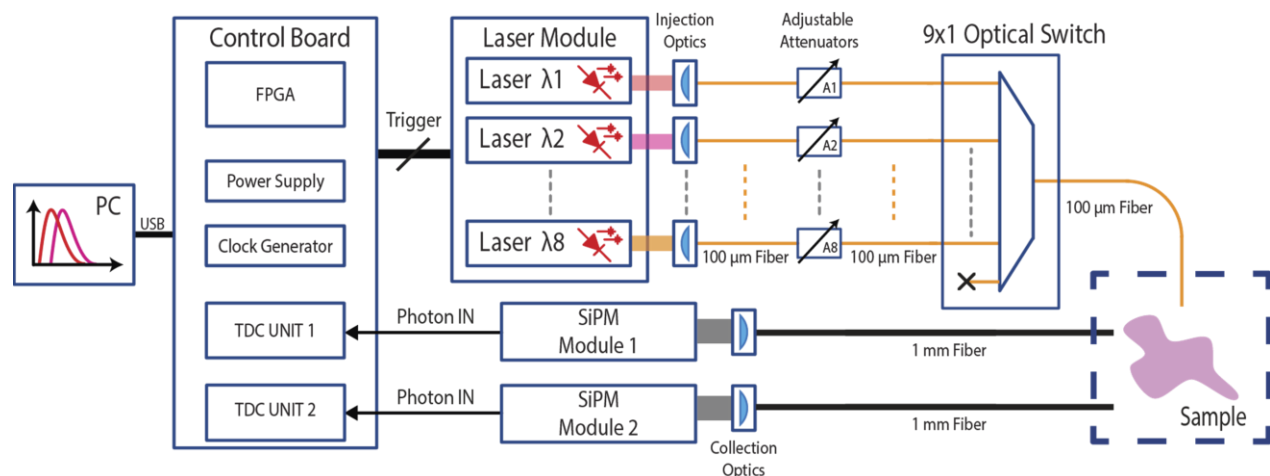 Control Board
FPGA
Power Supply
Clock Generator
TDC UNIT 1
TDC UNIT 2
PC
USB
Trigger
Laser Module
Laser λ1
Laser λ2
Laser λ8
Injection
Optics
Adjustable
Attenuators
A1
A2
A8
100 µm Fiber
100 µm Fiber
9x1 Optical Switch
100 µm Fiber
Photon IN
SiPM
Module 1
1 mm Fiber
Photon IN
SiPM
Module 2
Collection
Optics
1 mm Fiber
Sample